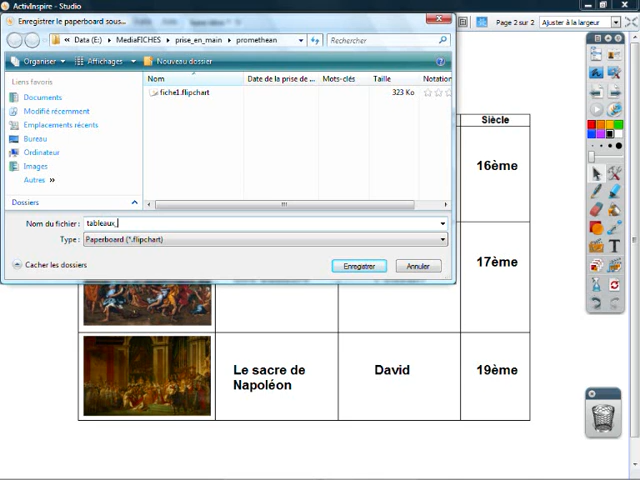 ActivInspire - Studio
Enregistrer le paperboard sous...
Page 2 sur 2 Ajuster à la largeur
« Data (E:) ▸ MediaFICHES ▸ prise_en_main ▸ promethean
Rechercher
Organiser Affichages Nouveau dossier
Liens favoris
Documents
Modifié récemment
Emplacements récents
Bureau
Ordinateur
Images
Autres »
Dossiers
Nom Date de la prise de ... Mots-clés Taille Notation
fiche1.flipchart 323 Ko
Nom du fichier : tableaux_
Type : Paperboard (*.flipchart)
Cacher les dossiers Enregistrer Annuler
Siècle
16ème
17ème
Le sacre de
Napoléon
David
19ème